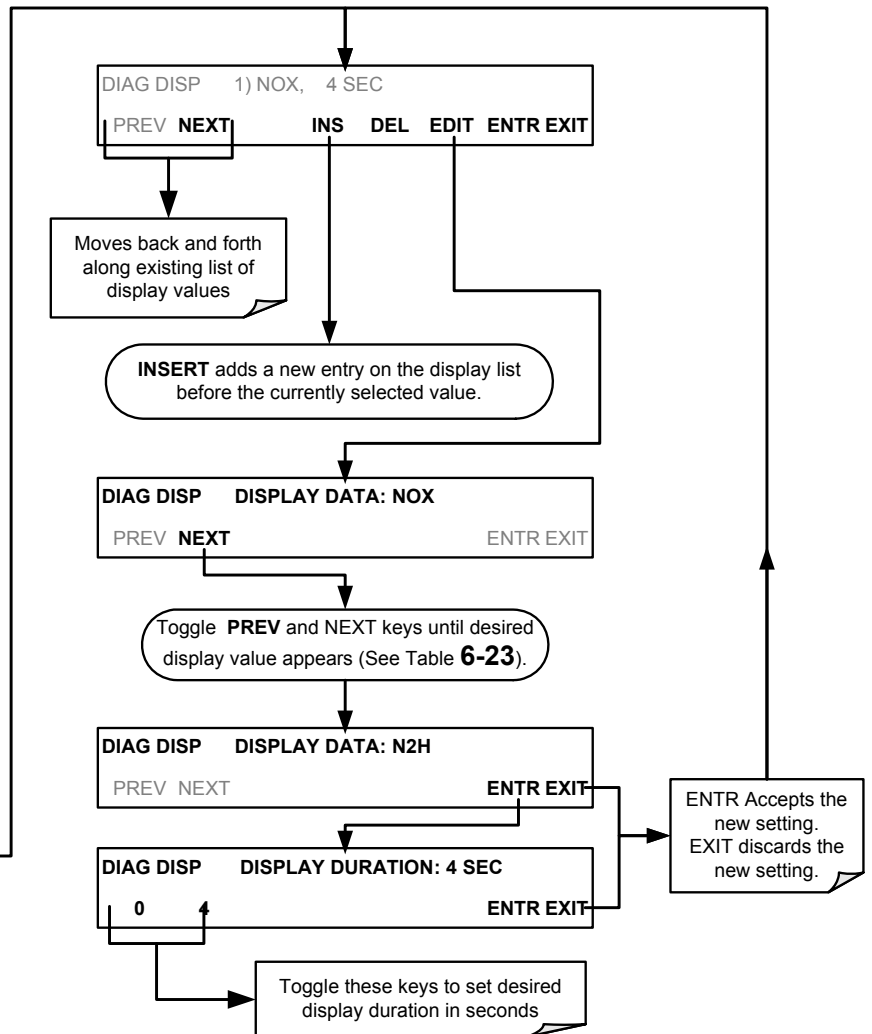 DIAG DISP 1) NOX, 4 SEC
PREV NEXT INS DEL EDIT ENTR EXIT
Moves back and forth
along existing list of
display values
INSERT adds a new entry on the display list
before the currently selected value.
DIAG DISP DISPLAY DATA: NOX
PREV NEXT ENTR EXIT
Toggle PREV and NEXT keys until desired
display value appears (See Table 6-23).
DIAG DISP DISPLAY DATA: N2H
PREV NEXT ENTR EXIT
ENTR Accepts the
new setting.
EXIT discards the
new setting.
DIAG DISP DISPLAY DURATION: 4 SEC
0 4 ENTR EXIT
Toggle these keys to set desired
display duration in seconds